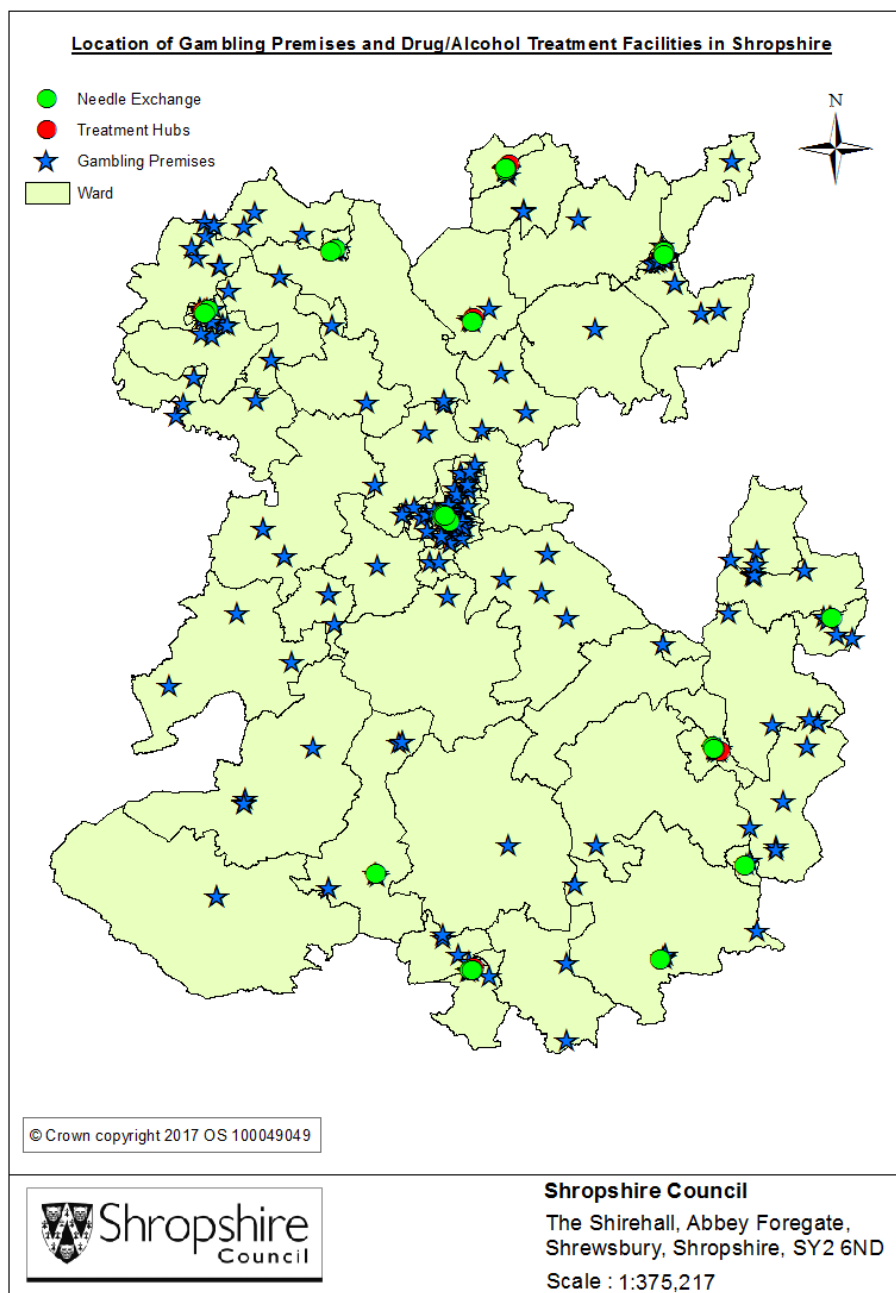 Location of Gambling Premises and Drug/Alcohol Treatment Facilities in Shropshire
Needle Exchange
Treatment Hubs
Gambling Premises
Ward
N
© Crown copyright 2017 OS 100049049
Shropshire
Council
Shropshire Council
The Shirehall, Abbey Foregate,
Shrewsbury, Shropshire, SY2 6ND
Scale : 1:375,217